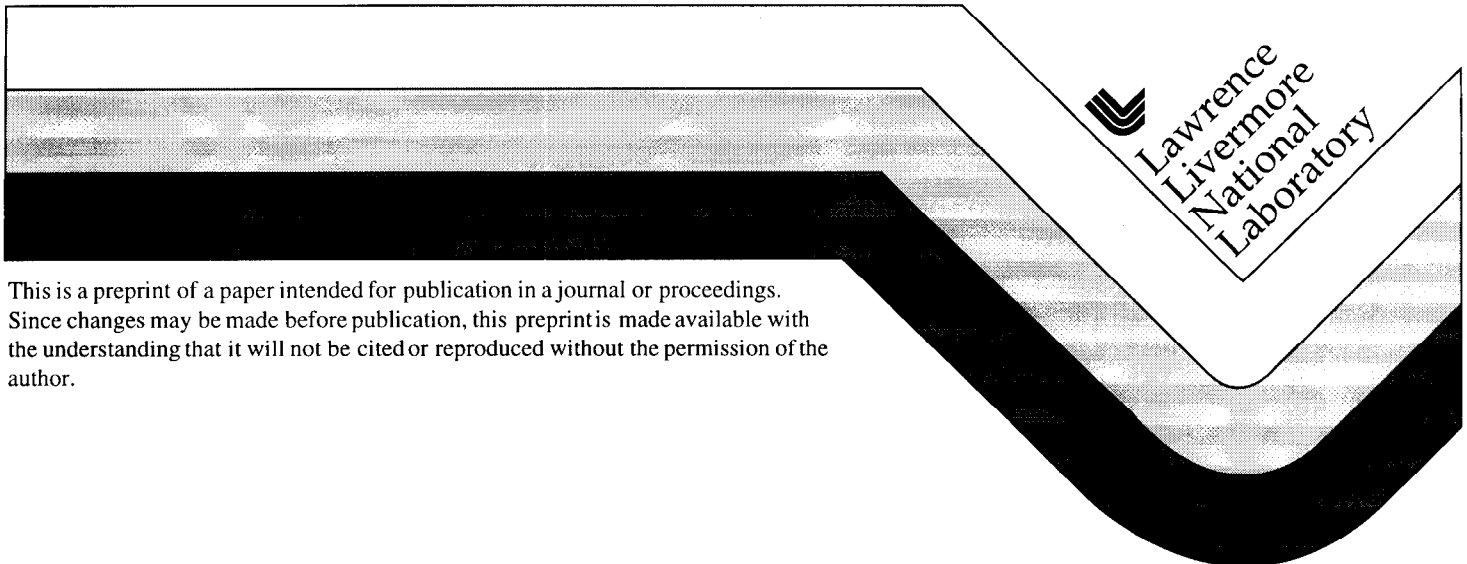 Lawrence
Livermore
National
Laboratory
This is a preprint of a paper intended for publication in a journal or proceedings.
Since changes may be made before publication, this preprint is made available with
the understanding that it will not be cited or reproduced without the permission of the
author.